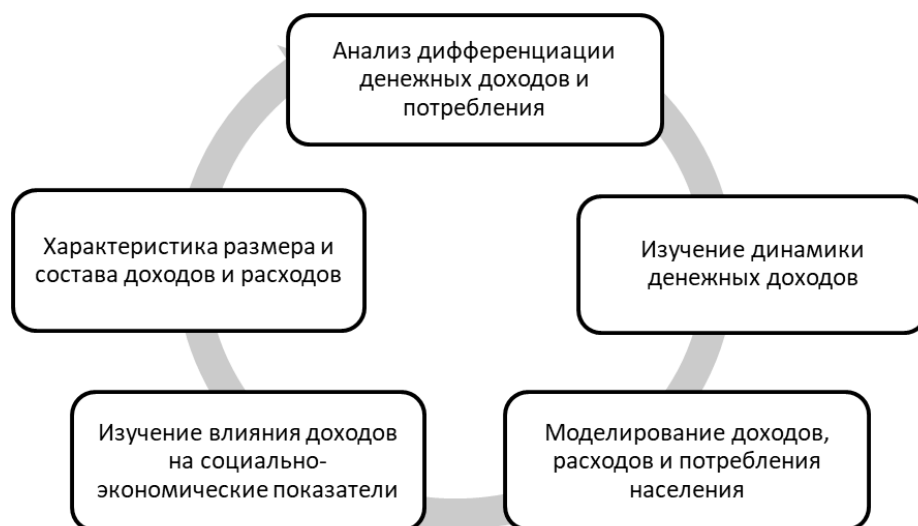 Анализ дифференциации
денежных доходов и
потребления
Характеристика размера и
состава доходов и расходов
Изучение динамики
денежных доходов
Изучение влияния доходов
на социально-
экономические показатели
Моделирование доходов,
расходов и потребления
населения